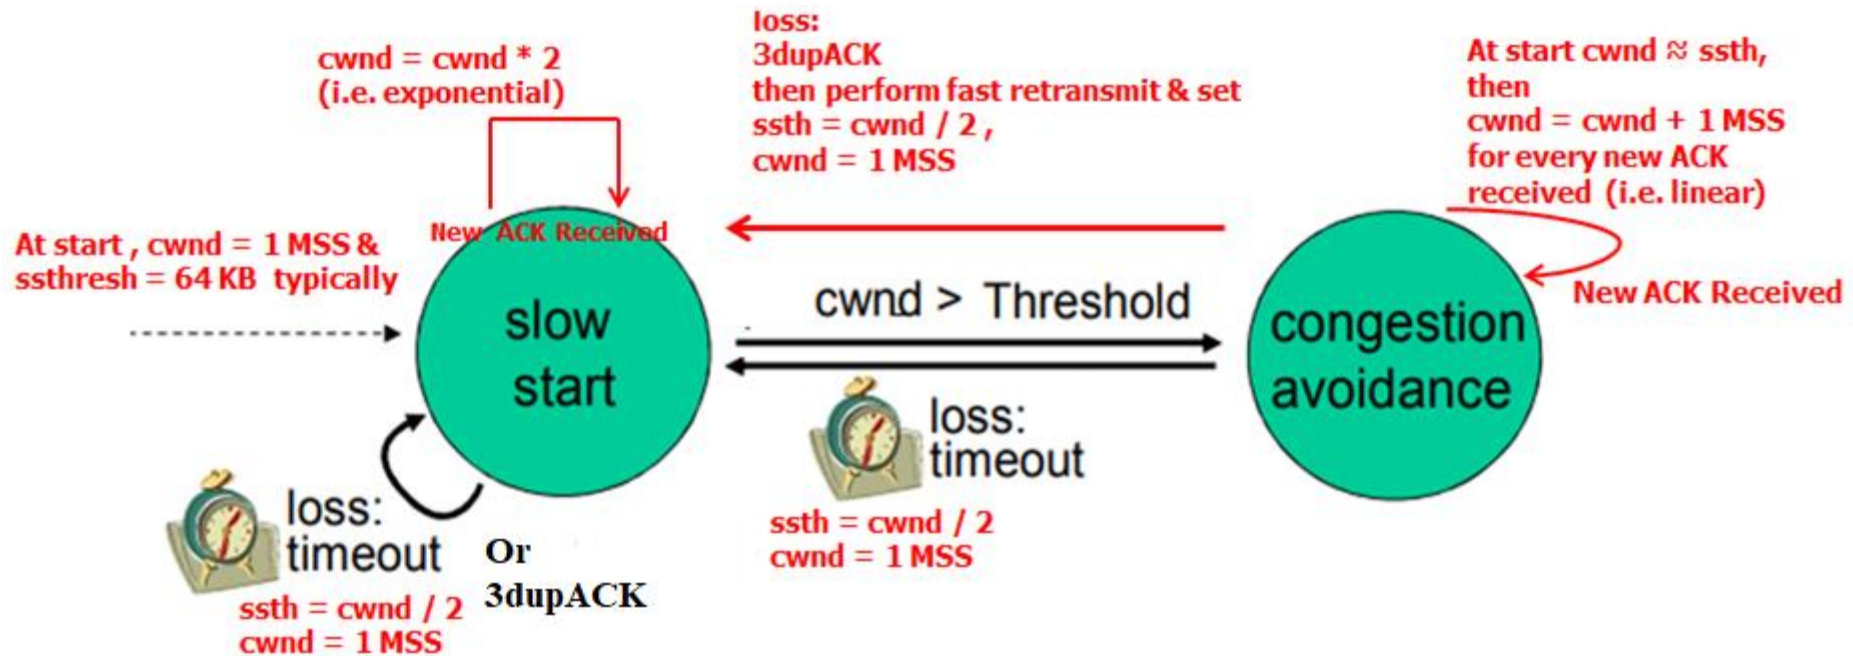 cwnd = cwnd * 2
(i.e. exponential)
loss:
3dupACK
then perform fast retransmit & set
ssth = cwnd / 2 ,
cwnd = 1 MSS
At start cwnd ≈ ssth,
then
cwnd = cwnd + 1 MSS
for every new ACK
received (i.e. linear)
New ACK Received
At start , cwnd = 1 MSS &
ssthresh = 64 KB typically
slow
start
cwnd > Threshold
congestion
avoidance
New ACK Received
loss:
timeout
ssth = cwnd / 2
cwnd = 1 MSS
loss:
timeout
Or
3dupACK
ssth = cwnd / 2
cwnd = 1 MSS